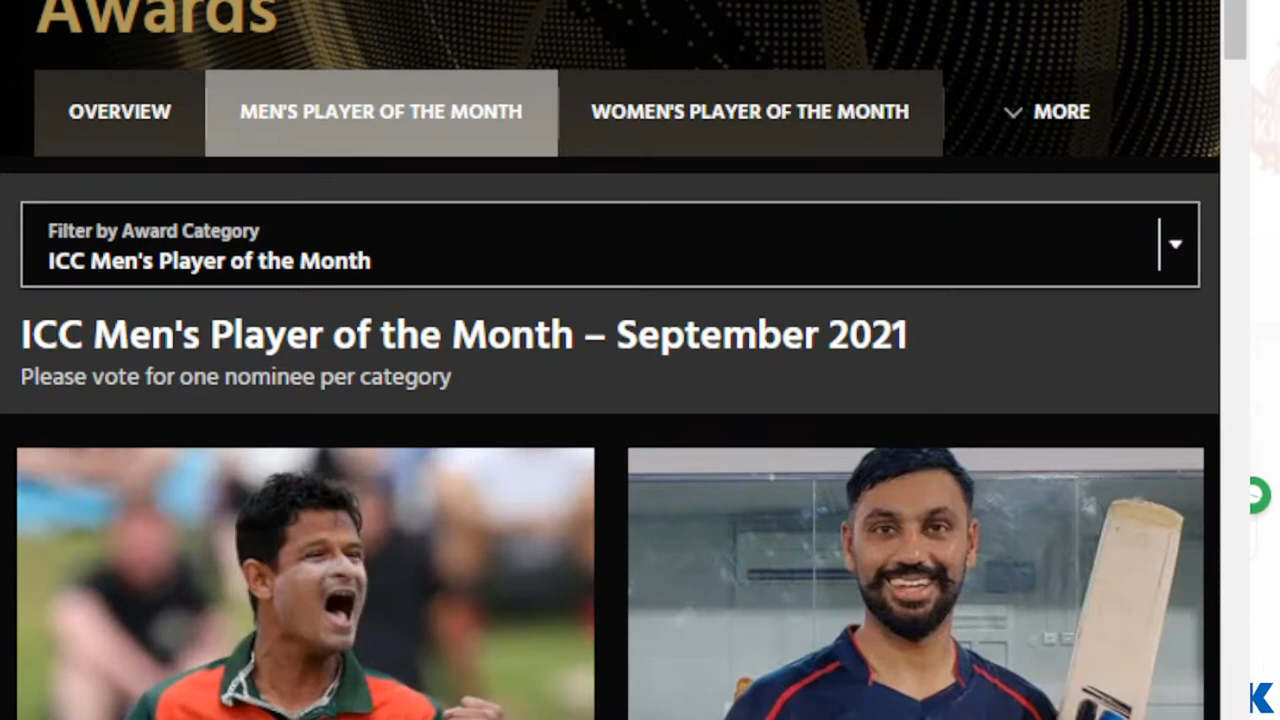 Awards
OVERVIEW
MEN'S PLAYER OF THE MONTH
WOMEN'S PLAYER OF THE MONTH
MORE
Filter by Award Category
ICC Men's Player of the Month
ICC Men's Player of the Month – September 2021
Please vote for one nominee per category
K